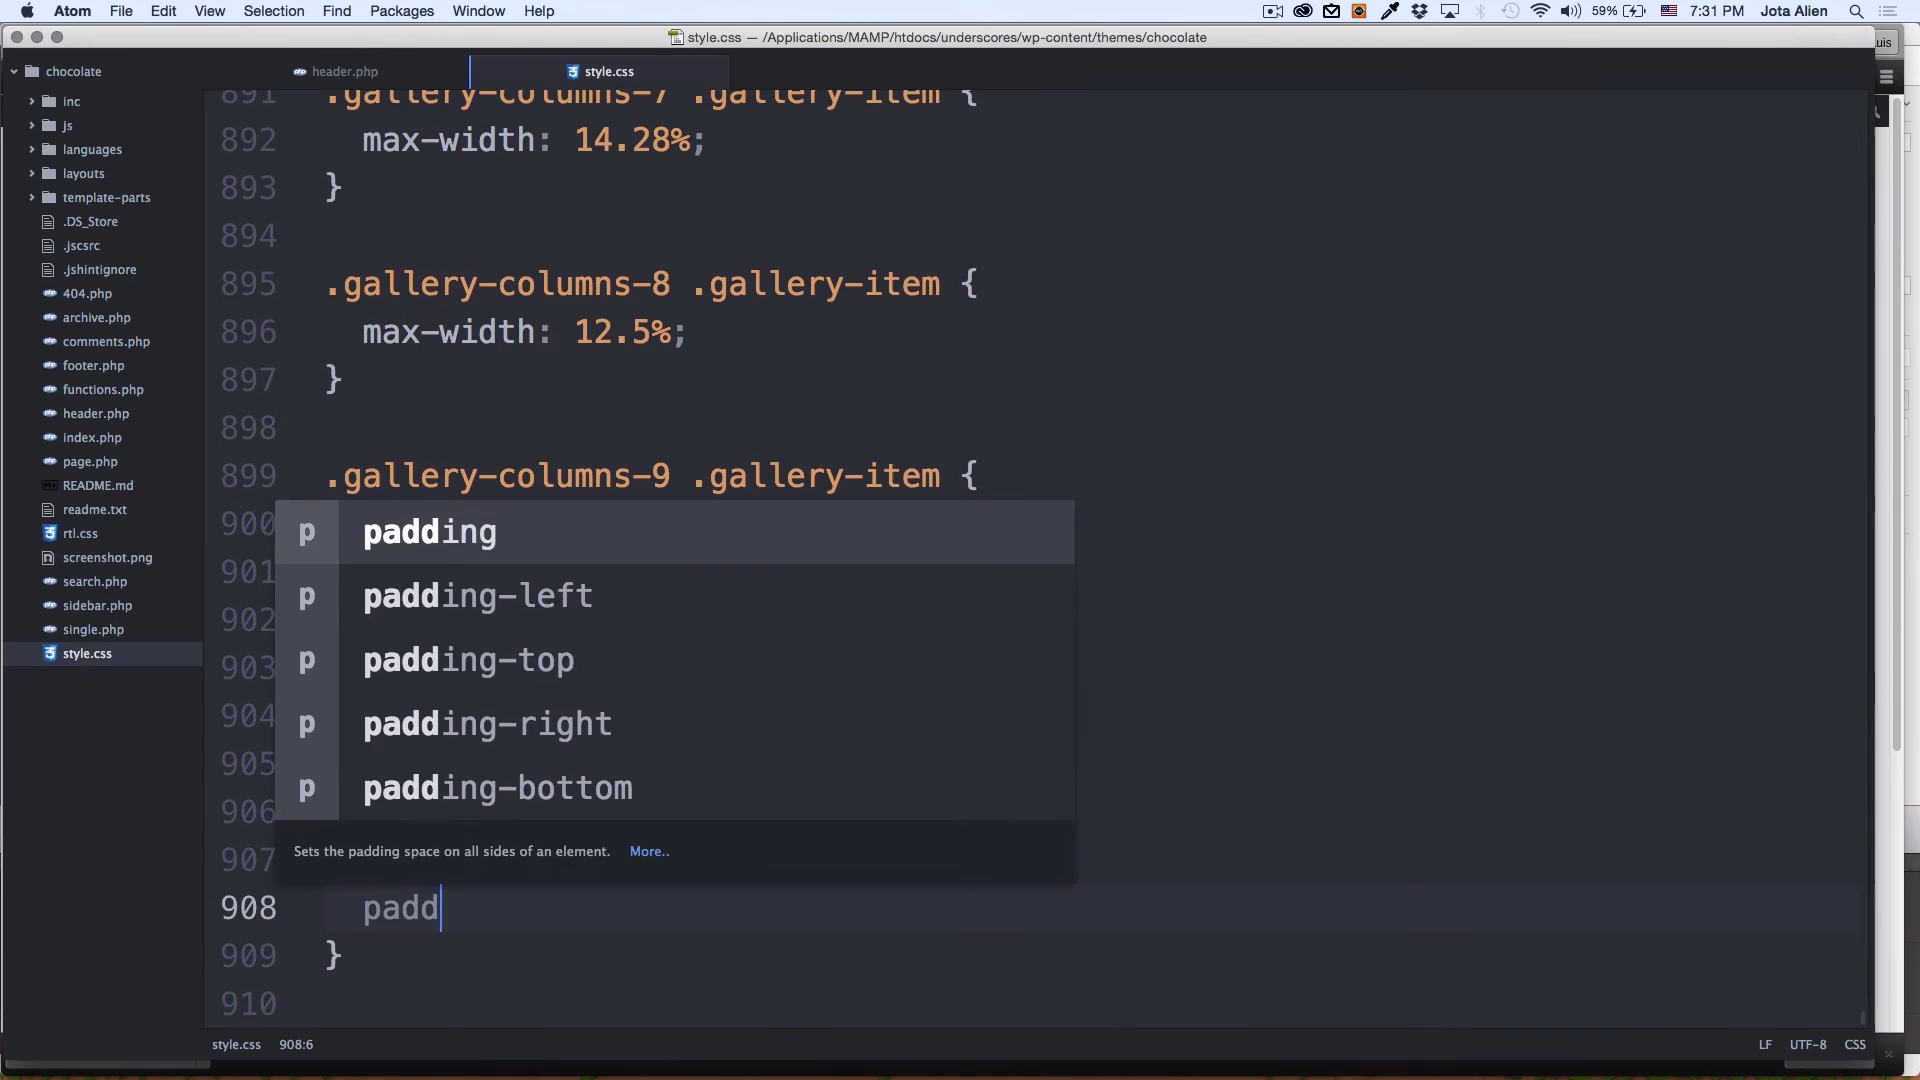 Atom File Edit View Selection Find Packages Window Help 59% 7:31 PM Jota Alien
style.css — /Applications/MAMP/htdocs/underscores/wp-content/themes/chocolate
uis
chocolate
header.php
style.css
inc
js
languages
layouts
template-parts
.DS_Store
.jscsrc
.jshintignore
404.php
archive.php
comments.php
footer.php
functions.php
header.php
index.php
page.php
README.md
readme.txt
rtl.css
screenshot.png
search.php
sidebar.php
single.php
style.css
891 .gallery-columns-7 .gallery-item {
892 max-width: 14.28%;
893 }
894
895 .gallery-columns-8 .gallery-item {
896 max-width: 12.5%;
897 }
898
899 .gallery-columns-9 .gallery-item {
900 p padding
901 p padding-left
902
903 p padding-top
904 p padding-right
905
906 p padding-bottom
907 Sets the padding space on all sides of an element. More..
908 padd
909 }
910
style.css 908:6 LF UTF-8 CSS